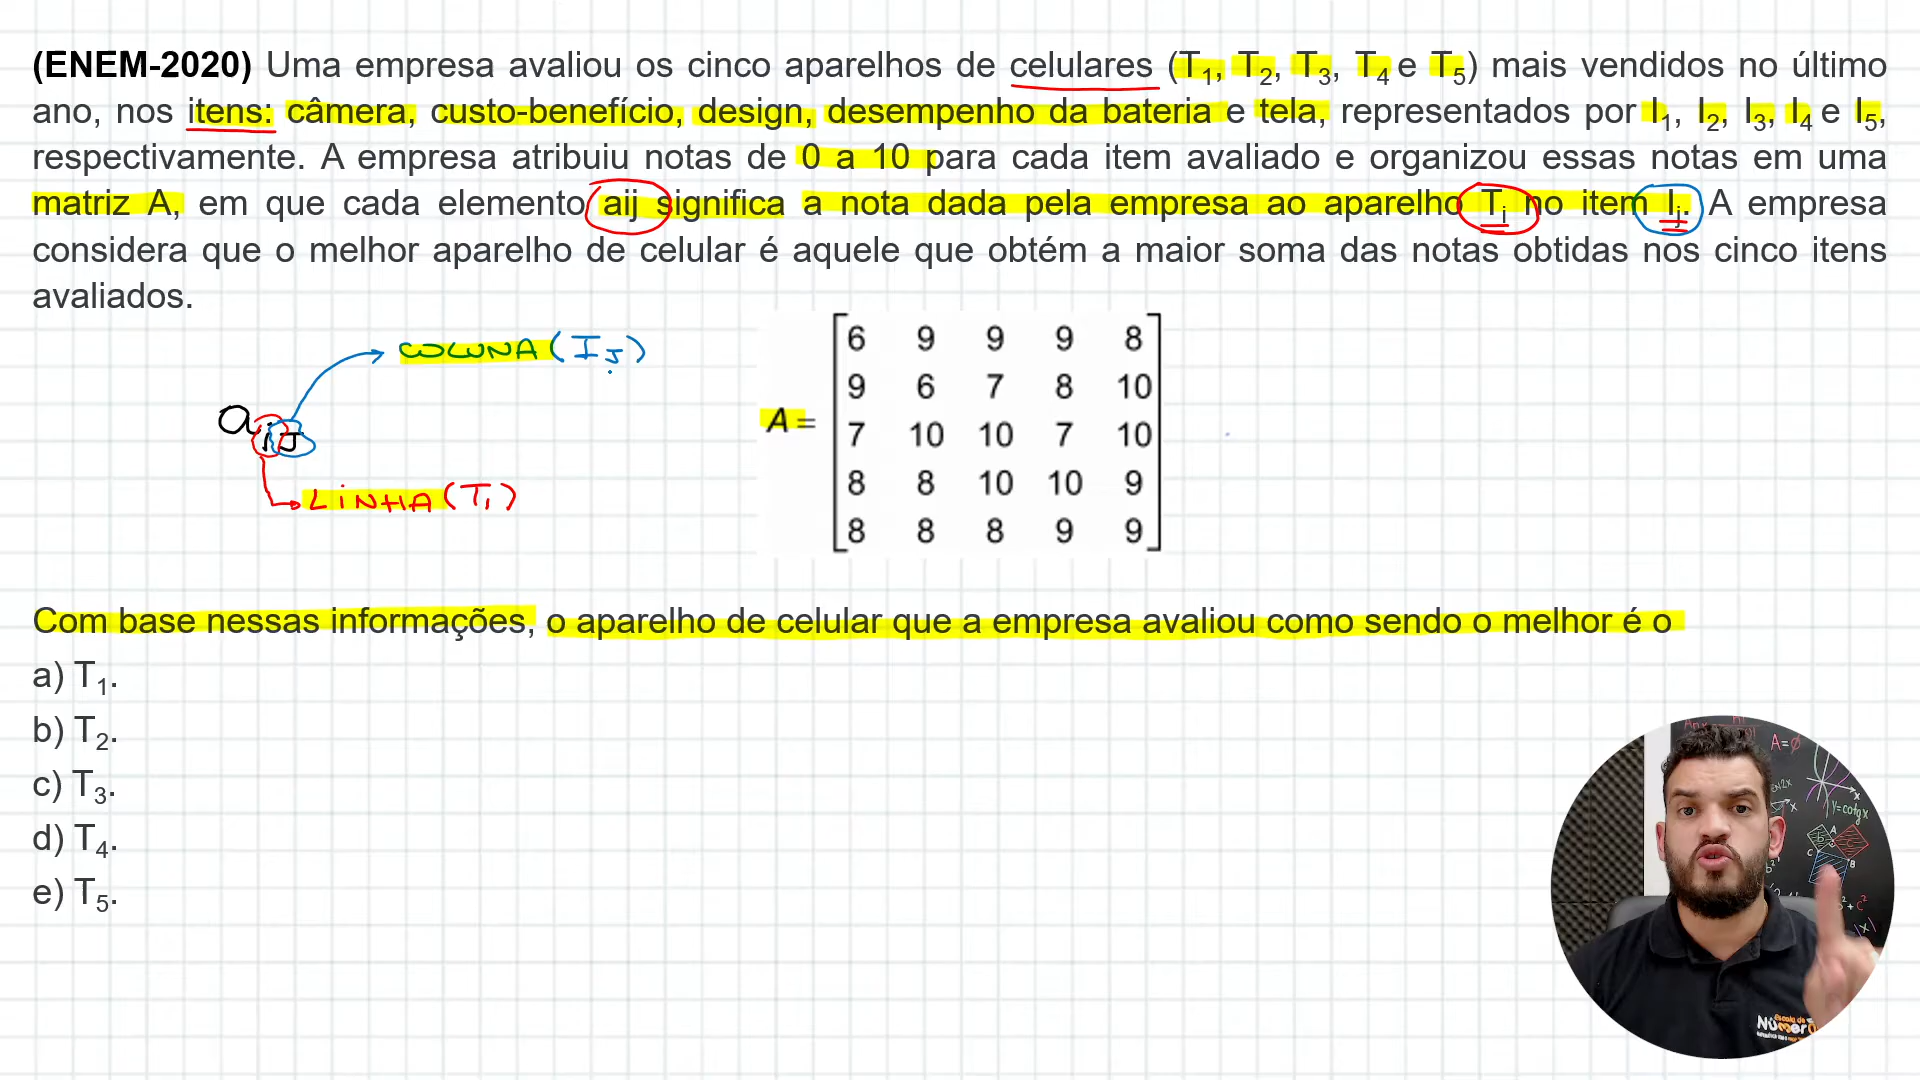 (ENEM-2020) Uma empresa avaliou os cinco aparelhos de celulares (T1, T2, T3, T4 e T5) mais vendidos no último
ano, nos itens: câmera, custo-benefício, design, desempenho da bateria e tela, representados por I1, I2, I3, I4 e I5,
respectivamente. A empresa atribuiu notas de 0 a 10 para cada item avaliado e organizou essas notas em uma
matriz A, em que cada elemento aij significa a nota dada pela empresa ao aparelho Ti no item Ij. A empresa
considera que o melhor aparelho de celular é aquele que obtém a maior soma das notas obtidas nos cinco itens
avaliados.
COLUNA (IJ)
aiJ
LINHA (Ti)
A =
6 9 9 9 8
9 6 7 8 10
7 10 10 7 10
8 8 10 10 9
8 8 8 9 9
Com base nessas informações, o aparelho de celular que a empresa avaliou como sendo o melhor é o
a) T1.
b) T2.
c) T3.
d) T4.
e) T5.
A=∅
y=cotgx
Escola de